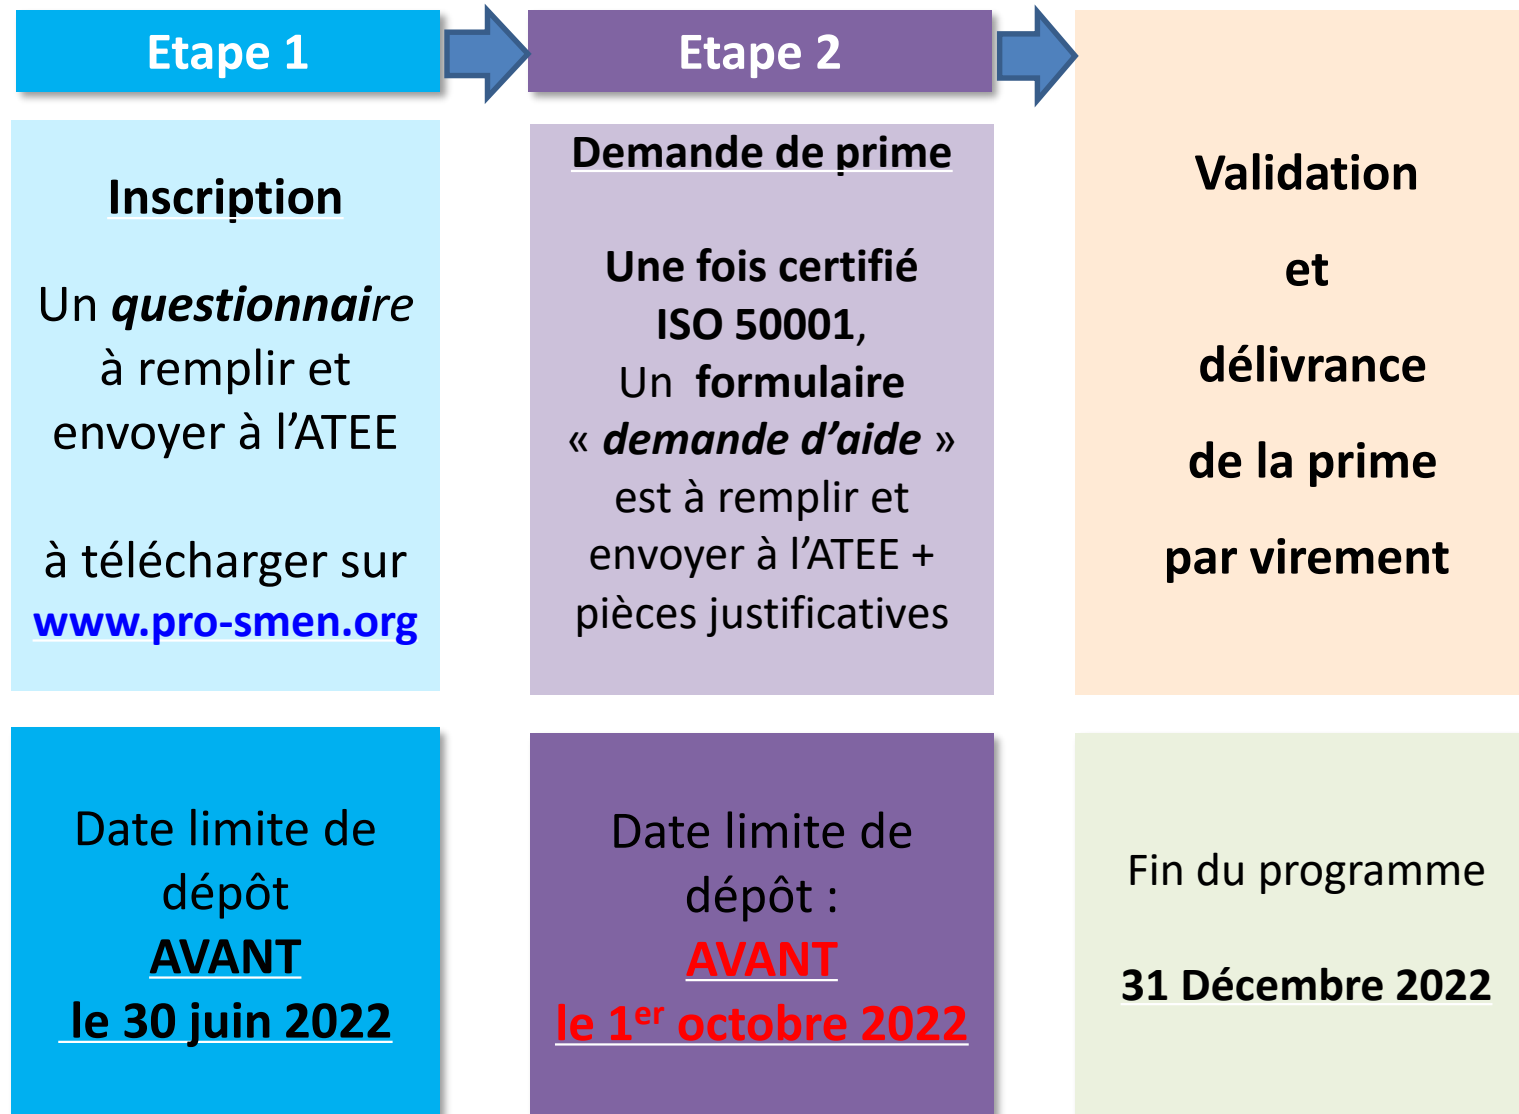 Etape 1
Inscription
Un questionnaire
à remplir et
envoyer à l’ATEE
à télécharger sur
www.pro-smen.org
Date limite de
dépôt
AVANT
le 30 juin 2022
Etape 2
Demande de prime
Une fois certifié
ISO 50001,
Un formulaire
« demande d’aide »
est à remplir et
envoyer à l’ATEE +
pièces justificatives
Date limite de
dépôt :
AVANT
le 1er octobre 2022
Validation
et
délivrance
de la prime
par virement
Fin du programme
31 Décembre 2022